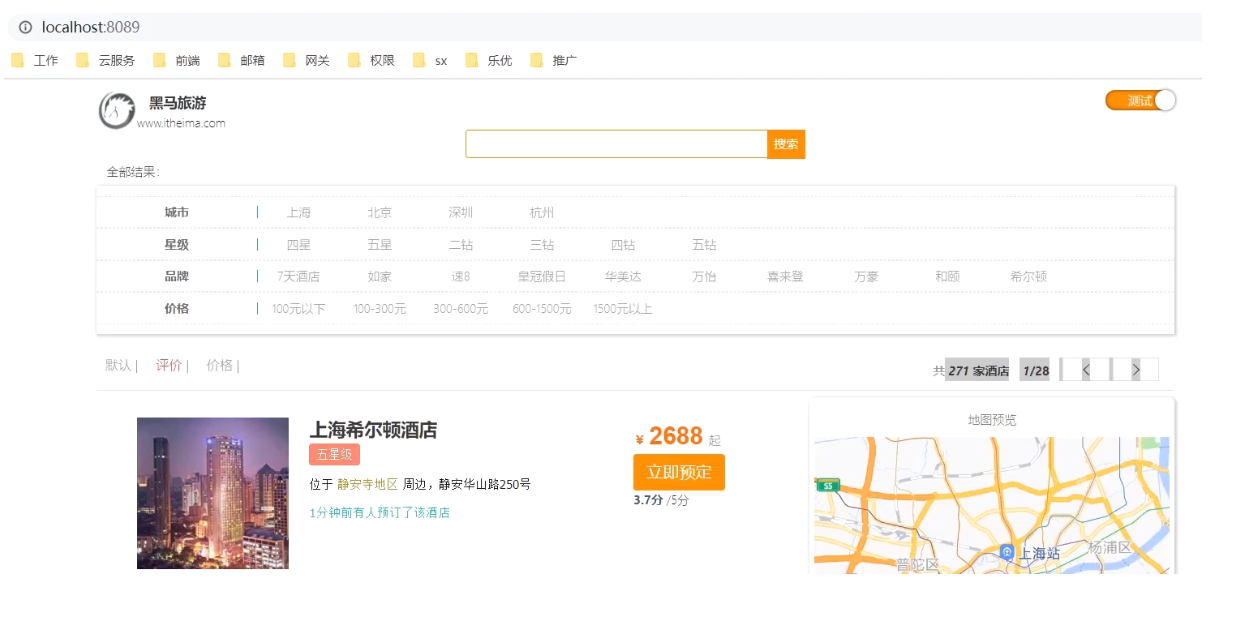 localhost:8089
工作 云服务 前端 邮箱 网关 权限 sx 乐优 推广
黑马旅游
www.itheima.com
测试
搜索
全部结果:
城市 上海 北京 深圳 杭州
星级 四星 五星 二钻 三钻 四钻 五钻
品牌 7天酒店 如家 速8 皇冠假日 华美达 万怡 喜来登 万豪 和颐 希尔顿
价格 100元以下 100-300元 300-600元 600-1500元 1500元以上
默认 | 评价 | 价格 | 共 271 家酒店 1/28 < >
上海希尔顿酒店
五星级
位于 静安寺地区 周边，静安华山路250号
1分钟前有人预订了该酒店
¥ 2688 起
立即预定
3.7分 /5分
地图预览
S5
上海站
杨浦区
普陀区